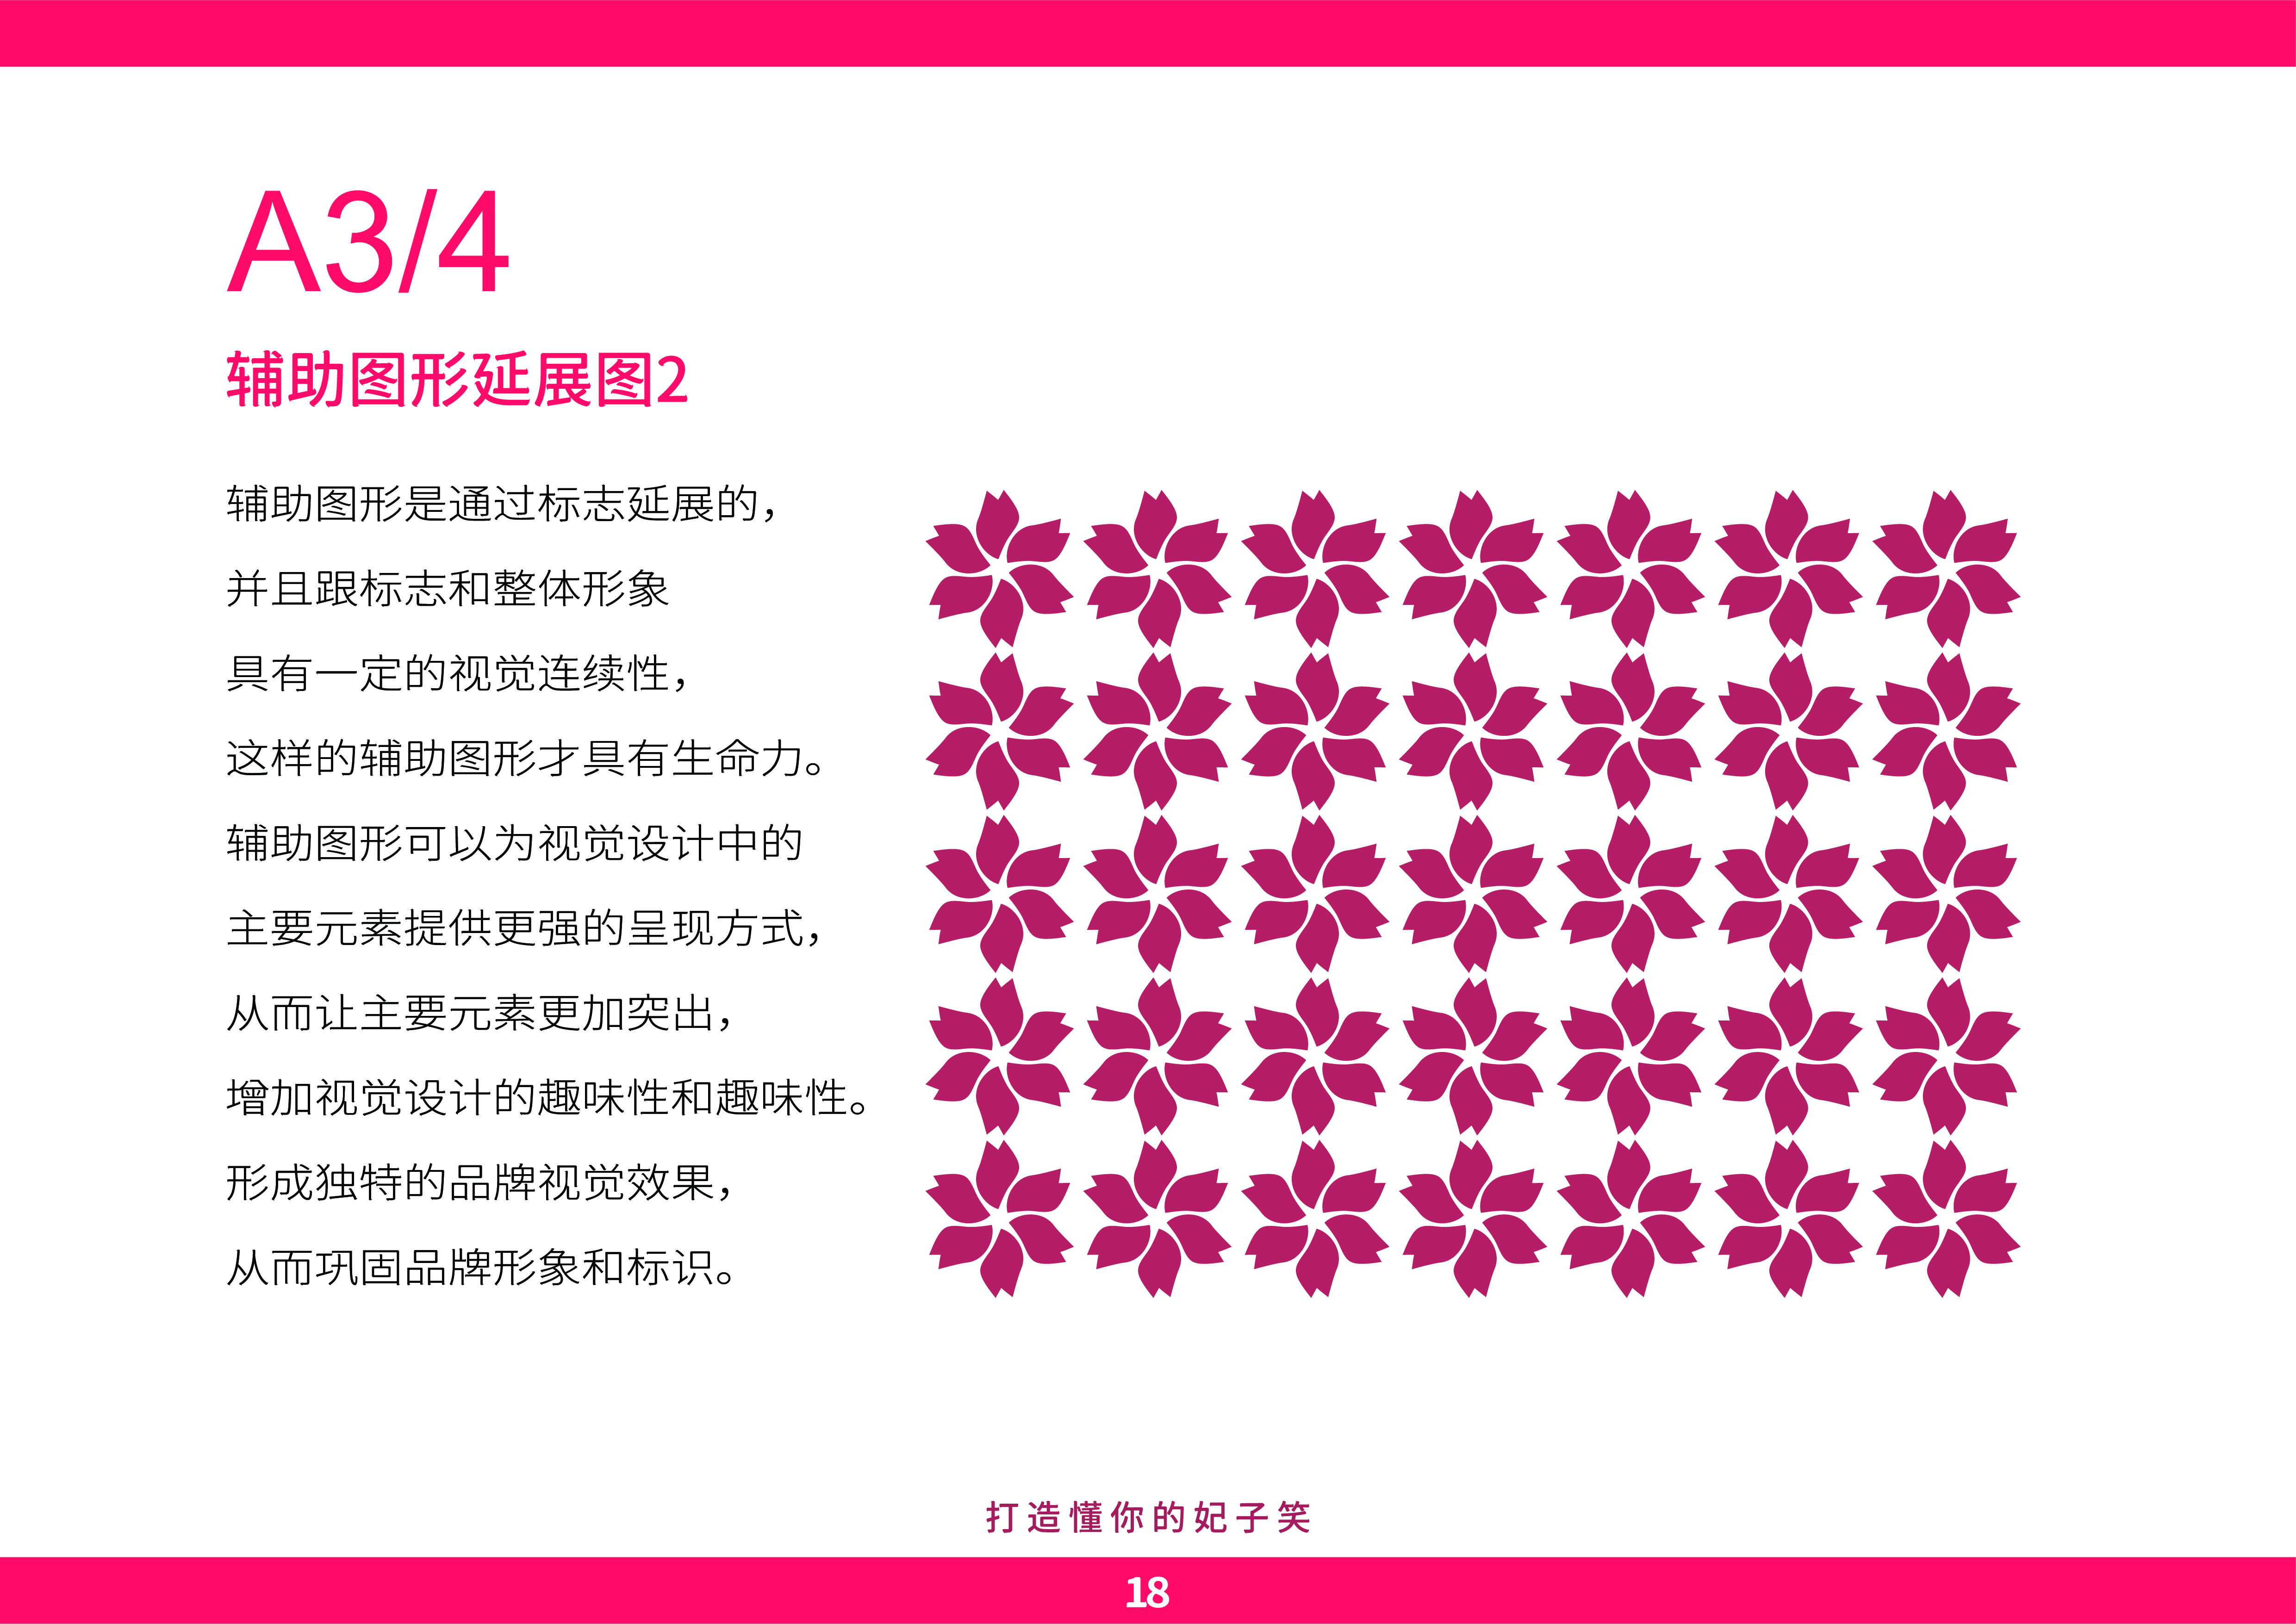 A3/4
辅助图形延展图2
辅助图形是通过标志延展的，
并且跟标志和整体形象
具有一定的视觉连续性，
这样的辅助图形才具有生命力。
辅助图形可以为视觉设计中的
主要元素提供更强的呈现方式，
从而让主要元素更加突出，
增加视觉设计的趣味性和趣味性。
形成独特的品牌视觉效果，
从而巩固品牌形象和标识。
打造懂你的妃子笑
18